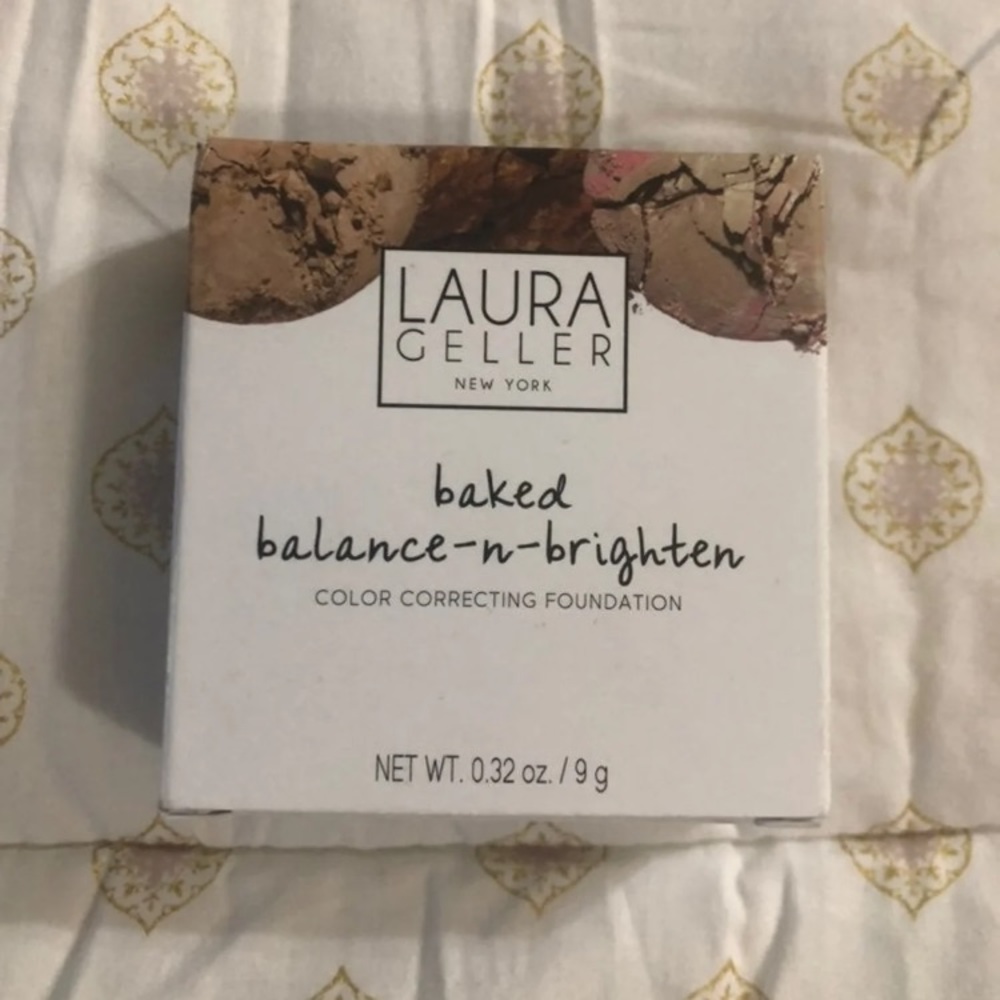 LAURA
GELLER
NEW YORK
baked
balance-n-brighten
COLOR CORRECTING FOUNDATION
NET WT. 0.32 oz. / 9 g